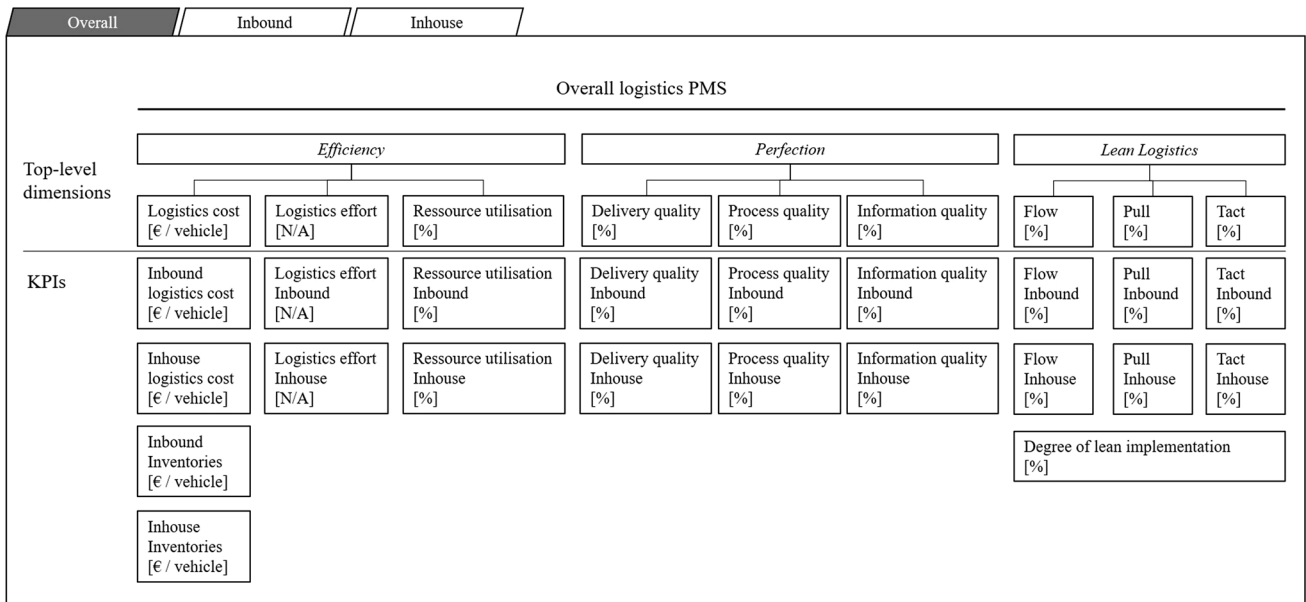 Overall
Inbound
Inhouse
Overall logistics PMS
Top-level
dimensions
Efficiency
Perfection
Lean Logistics
Logistics cost
[€ / vehicle]
Logistics effort
[N/A]
Ressource utilisation
[%]
Delivery quality
[%]
Process quality
[%]
Information quality
[%]
Flow
[%]
Pull
[%]
Tact
[%]
KPIs
Inbound
logistics cost
[€ / vehicle]
Logistics effort
Inbound
[N/A]
Ressource utilisation
Inbound
[%]
Delivery quality
Inbound
[%]
Process quality
Inbound
[%]
Information quality
Inbound
[%]
Flow
Inbound
[%]
Pull
Inbound
[%]
Tact
Inbound
[%]
Inhouse
logistics cost
[€ / vehicle]
Logistics effort
Inhouse
[N/A]
Ressource utilisation
Inhouse
[%]
Delivery quality
Inhouse
[%]
Process quality
Inhouse
[%]
Information quality
Inhouse
[%]
Flow
Inhouse
[%]
Pull
Inhouse
[%]
Tact
Inhouse
[%]
Inbound
Inventories
[€ / vehicle]
Degree of lean implementation
[%]
Inhouse
Inventories
[€ / vehicle]